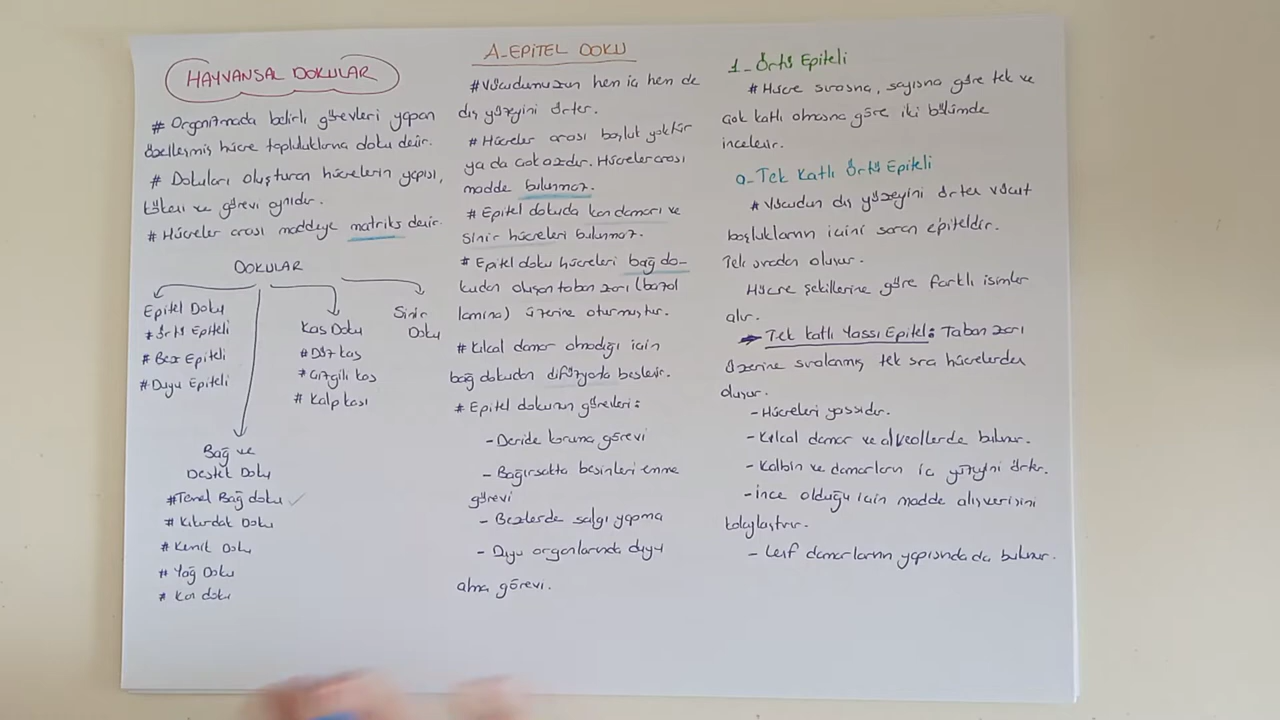 HAYVANSAL DOKULAR
# Organizmada belirli görevleri yapan
özelleşmiş hücre topluluklarına doku denir.
# Dokuları oluşturan hücrelerin yapısı,
kökeni ve görevi aynıdır.
# Hücreler arası maddeye matriks denir.
DOKULAR
Epitel Doku
# Örtü Epiteli
# Bez Epiteli
# Duyu Epiteli
Kas Doku
# Düz kas
# Çizgili kas
# Kalp kası
Sinir
Doku
Bağ ve
Destek Doku
# Temel Bağ doku ✓
# Kıkırdak Doku
# Kemik Doku
# Yağ Doku
# Kan doku
A-EPİTEL DOKU
# Vücudumuzun hem iç hem de
dış yüzeyini örter.
# Hücreler arası boşluk yoktur
ya da çok azdır. Hücreler arası
madde bulunmaz.
# Epitel dokuda kan damarı ve
sinir hücreleri bulunmaz.
# Epitel doku hücreleri bağ do-
kudan oluşan taban zarı (bazal
lamina) üzerine oturmuştur.
# Kılcal damar olmadığı için
bağ dokudan difüzyonla beslenir.
# Epitel dokunun görevleri:
- Deride koruma görevi
- Bağırsakta besinleri emme
görevi
- Bezlerde salgı yapma
- Duyu organlarında duyu
alma görevi.
1_ Örtü Epiteli
# Hücre sırasına, sayısına göre tek ve
çok katlı olmasına göre iki bölümde
incelenir.
a_Tek Katlı Örtü Epiteli
# Vücudun dış yüzeyini örten vücut
boşluklarının içini saran epiteldir.
Tek sıradan oluşur.
Hücre şekillerine göre farklı isimler
alır.
→ Tek katlı Yassı Epitel: Taban zarı
üzerine sıralanmış tek sıra hücrelerden
oluşur.
- Hücreleri yassıdır.
- Kılcal damar ve alveollerde bulunur.
- Kalbin ve damarların iç yüzeyini örter.
- İnce olduğu için madde alışverişini
kolaylaştırır.
- Lenf damarlarının yapısında da bulunur.